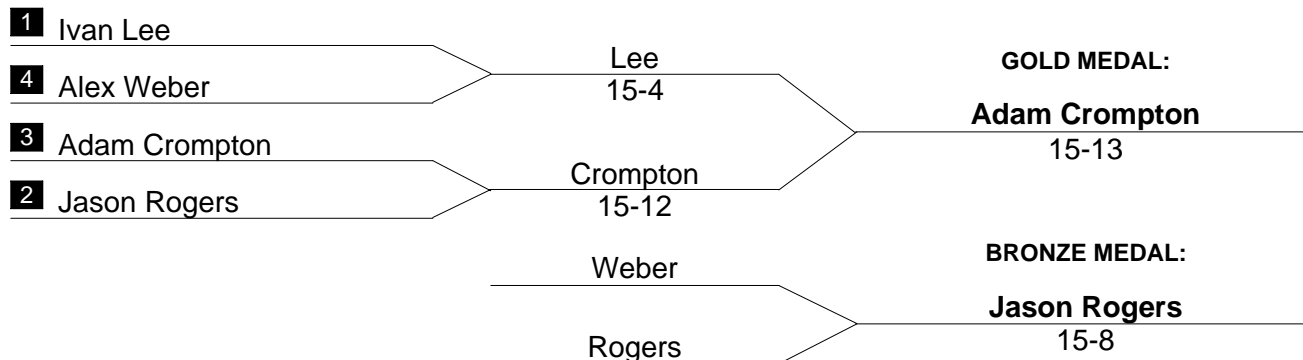 1 Ivan Lee
4 Alex Weber
3 Adam Crompton
2 Jason Rogers
Lee
15-4
Crompton
15-12
GOLD MEDAL:
Adam Crompton
15-13
Weber
Rogers
BRONZE MEDAL:
Jason Rogers
15-8